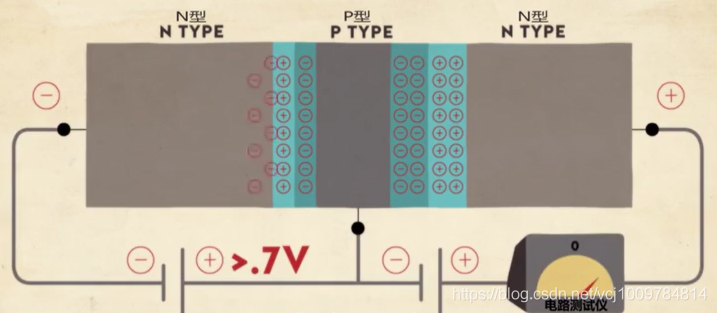 N型 P型 N型
N TYPE P TYPE N TYPE
>.7V
0
电路测试仪
https://blog.csdn.net/ycj1009784814